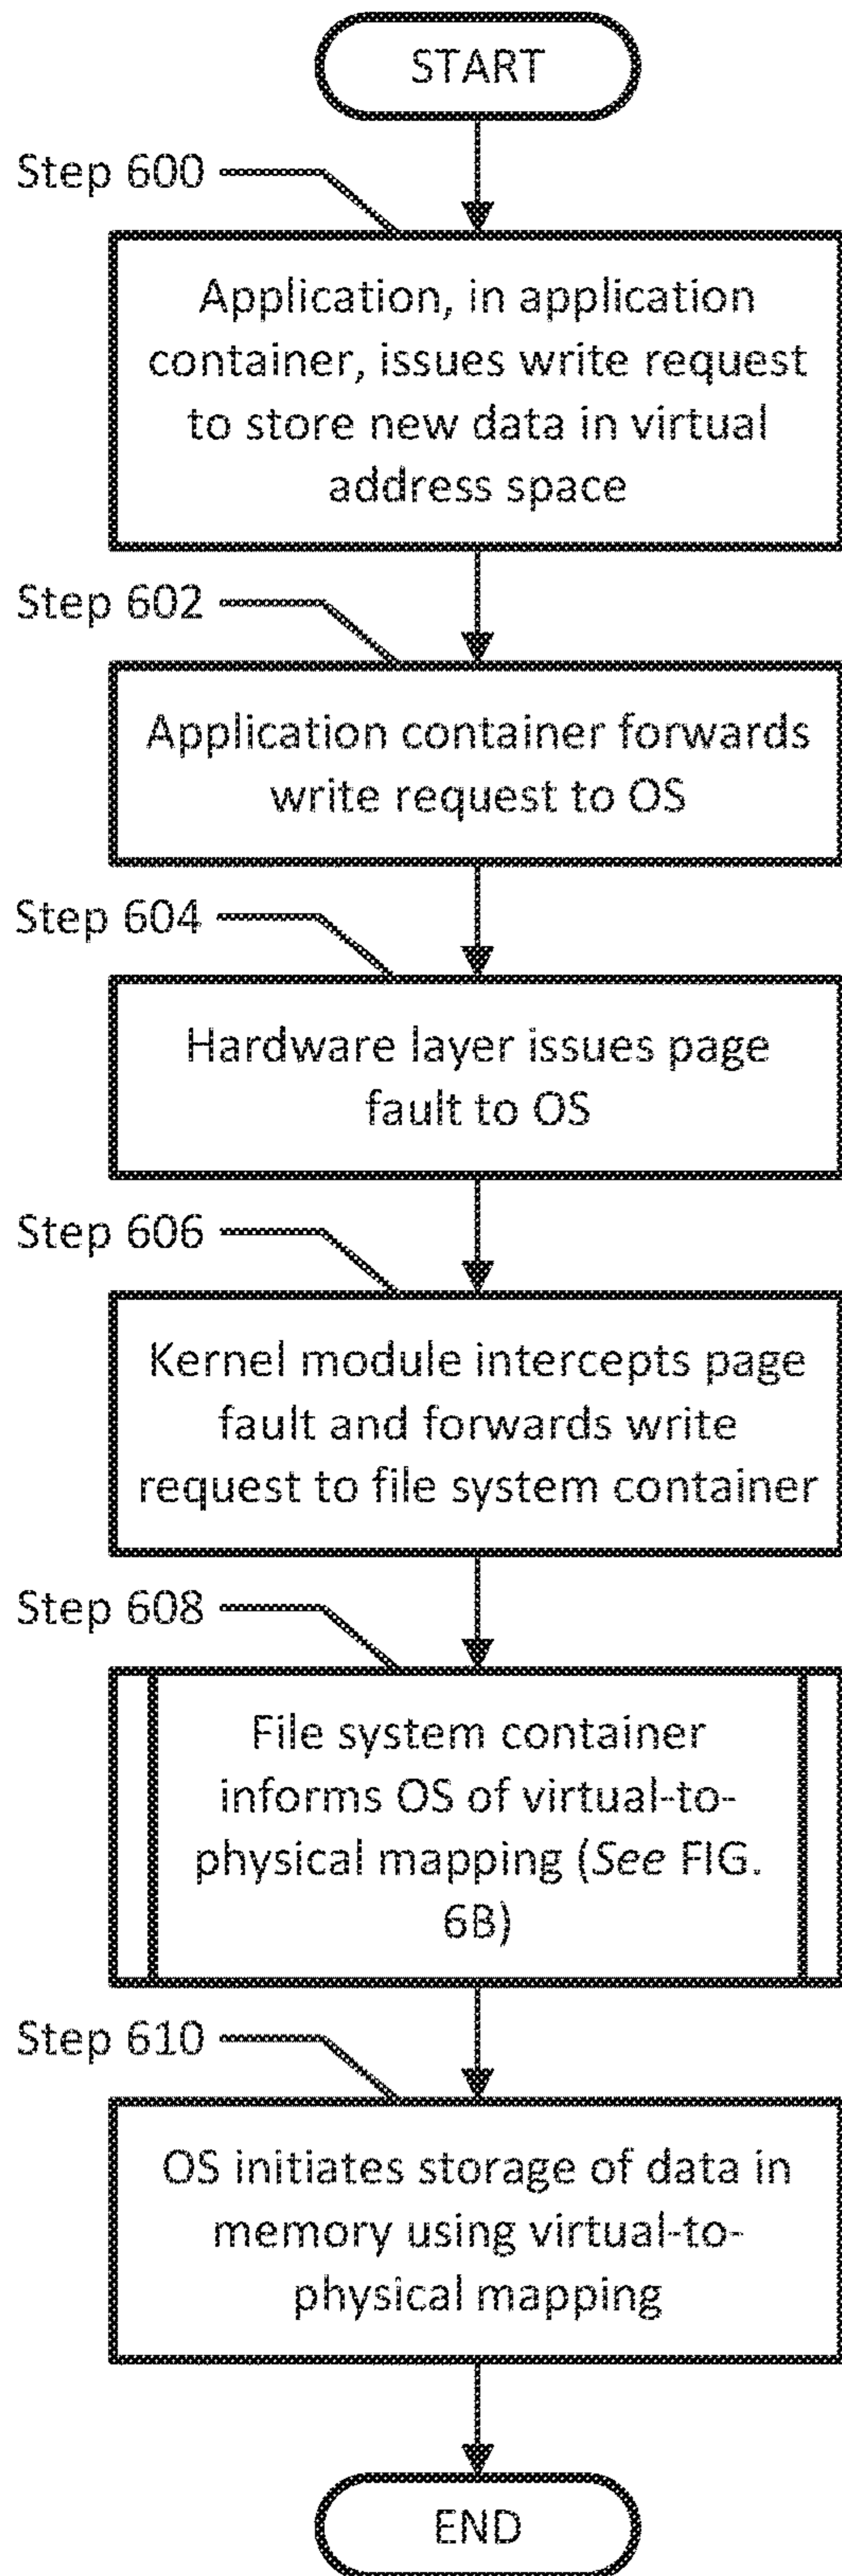 START
Step 600
Application, in application
container, issues write request
to store new data in virtual
address space
Step 602
Application container forwards
write request to OS
Step 604
Hardware layer issues page
fault to OS
Step 606
Kernel module intercepts page
fault and forwards write
request to file system container
Step 608
File system container
informs OS of virtual-to-
physical mapping (See FIG.
6B)
Step 610
OS initiates storage of data in
memory using virtual-to-
physical mapping
END